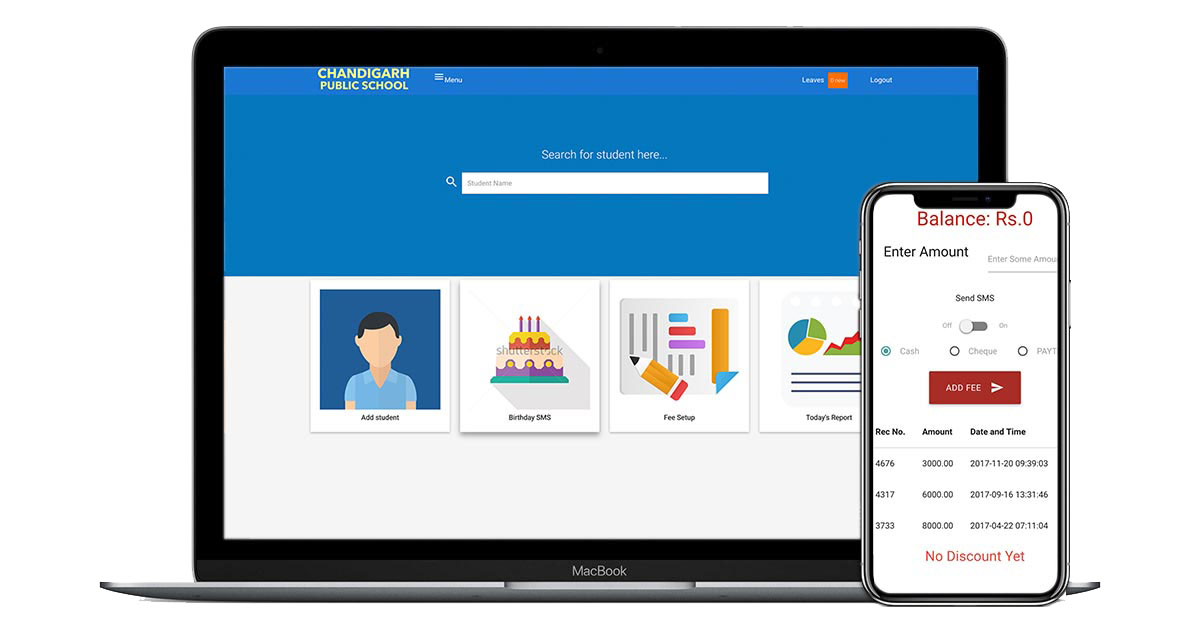 CHANDIGARH
PUBLIC SCHOOL
Menu
Leaves
Logout
Search for student here...
Student Name
shutterstock
Add student
Birthday SMS
Fee Setup
Today's Report
MacBook
Balance: Rs.0
Enter Amount
Enter Some Amou
Send SMS
Off On
Cash Cheque PAYT
ADD FEE
Rec No. Amount Date and Time
4676 3000.00 2017-11-20 09:39:03
4317 6000.00 2017-09-16 13:31:46
3733 8000.00 2017-04-22 07:11:04
No Discount Yet